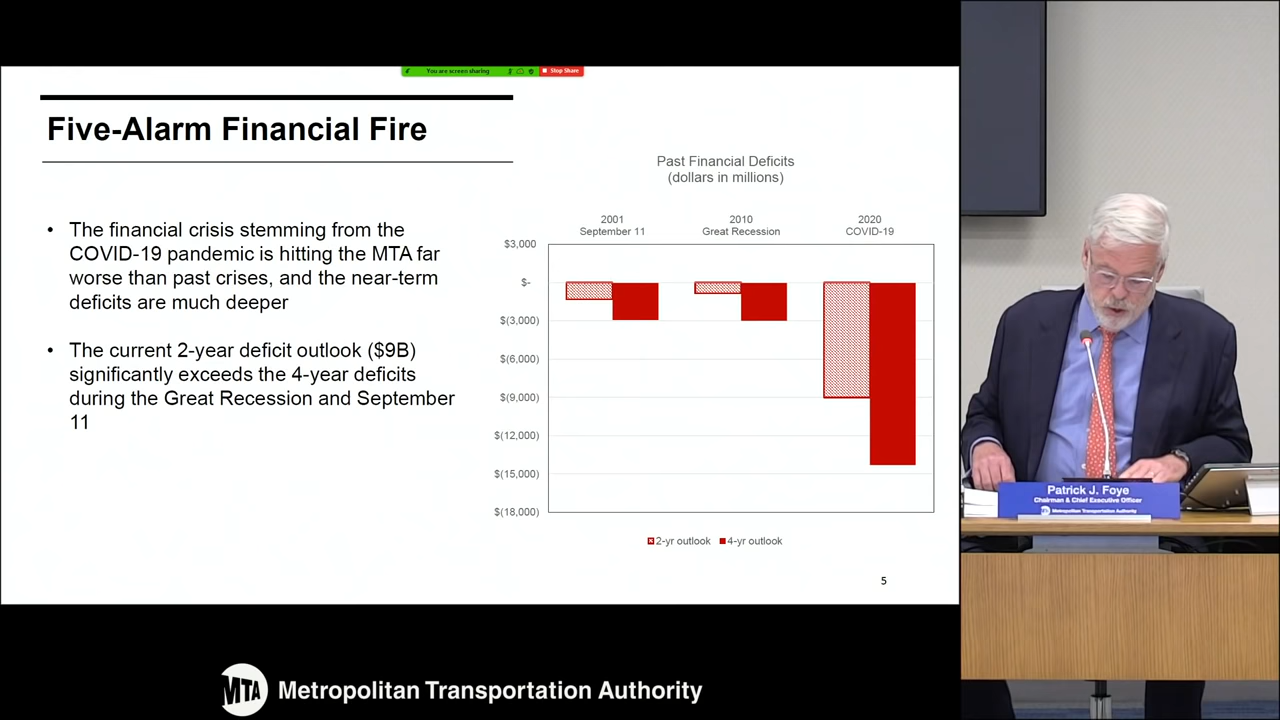 You are screen sharing
Stop Share
Five-Alarm Financial Fire
• The financial crisis stemming from the
COVID-19 pandemic is hitting the MTA far
worse than past crises, and the near-term
deficits are much deeper
• The current 2-year deficit outlook ($9B)
significantly exceeds the 4-year deficits
during the Great Recession and September
11
Past Financial Deficits
(dollars in millions)
2001
September 11
2010
Great Recession
2020
COVID-19
$3,000
$-
$(3,000)
$(6,000)
$(9,000)
$(12,000)
$(15,000)
$(18,000)
2-yr outlook
4-yr outlook
5
Patrick J. Foye
Chairman & Chief Executive Officer
MTA Metropolitan Transportation Authority
MTA Metropolitan Transportation Authority